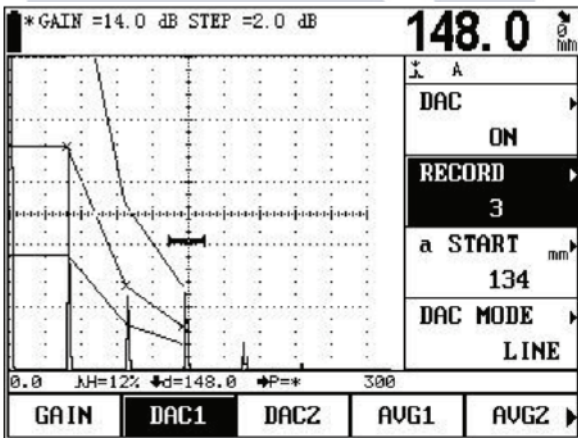 * GAIN =14.0 dB STEP =2.0 dB
148.0 mm
A
DAC
ON
RECORD
3
a START mm
134
DAC MODE
LINE
0.0 H=12% d=148.0 P=* 300
GAIN DAC1 DAC2 AVG1 AVG2